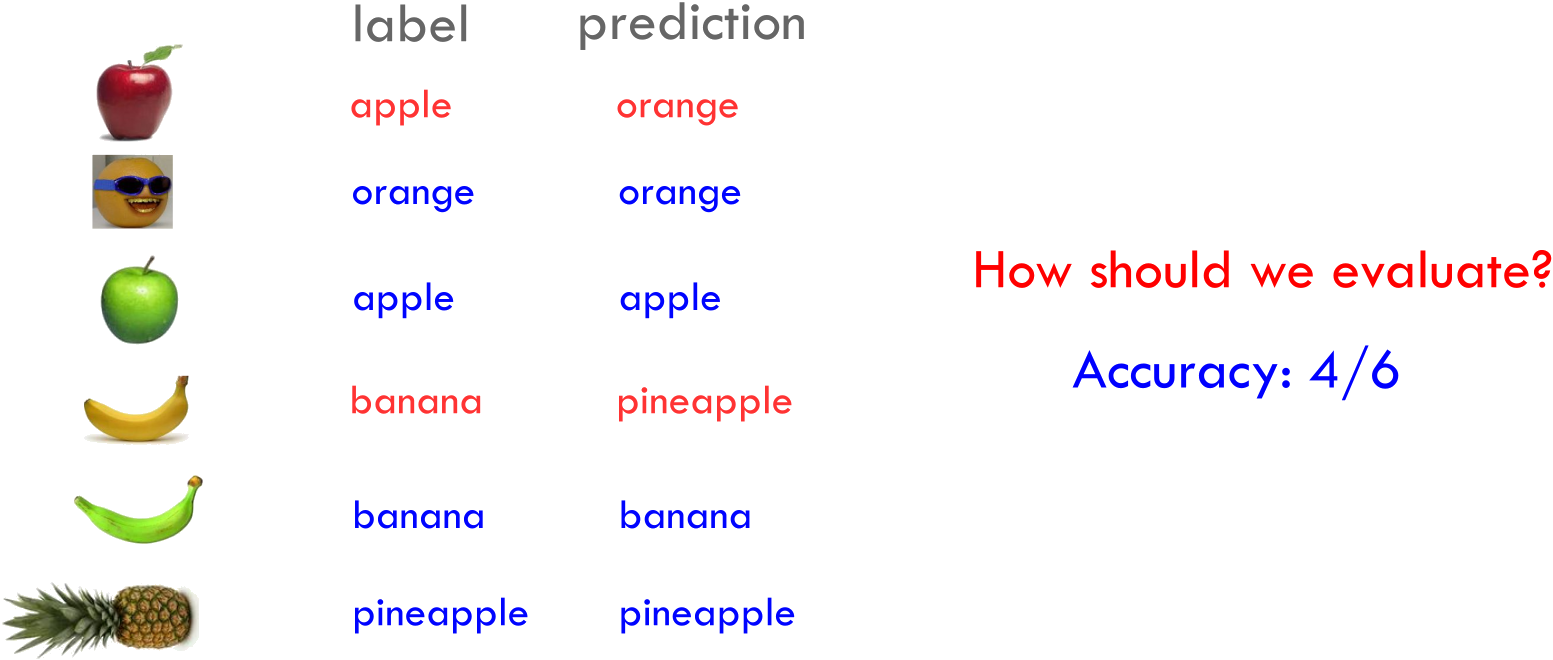 label prediction
apple orange
orange orange
apple apple
How should we evaluate?
Accuracy: 4/6
banana pineapple
banana banana
pineapple pineapple